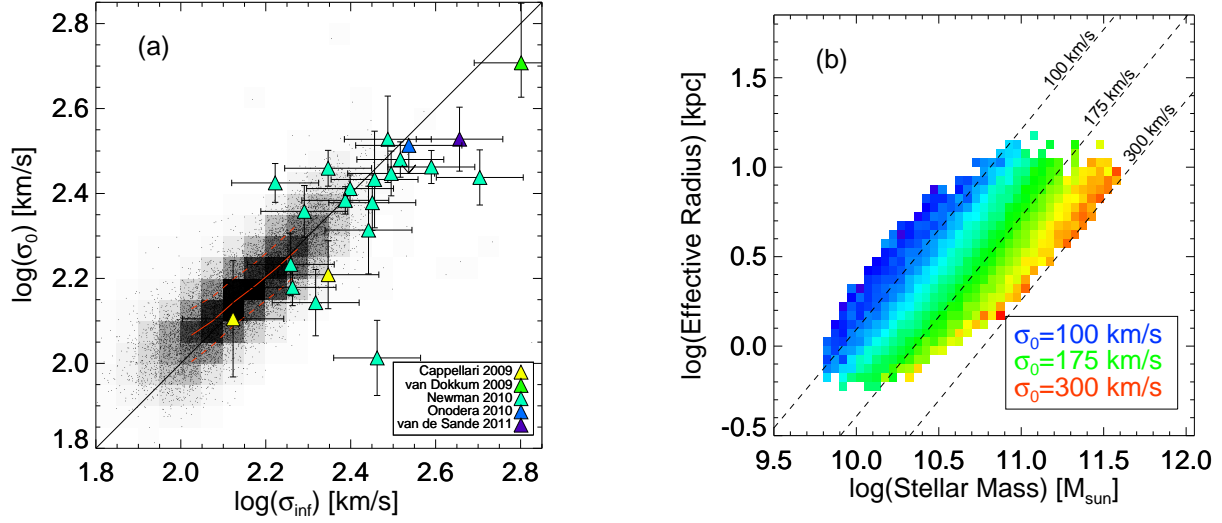 (a)
log(σ₀) [km/s]
2.8
2.6
2.4
2.2
2.0
1.8
1.8 2.0 2.2 2.4 2.6 2.8
log(σinf) [km/s]
Cappellari 2009
van Dokkum 2009
Newman 2010
Onodera 2010
van de Sande 2011
(b)
log(Effective Radius) [kpc]
1.5
1.0
0.5
0.0
-0.5
9.5 10.0 10.5 11.0 11.5 12.0
log(Stellar Mass) [Msun]
100 km/s
175 km/s
300 km/s
σ₀=100 km/s
σ₀=175 km/s
σ₀=300 km/s